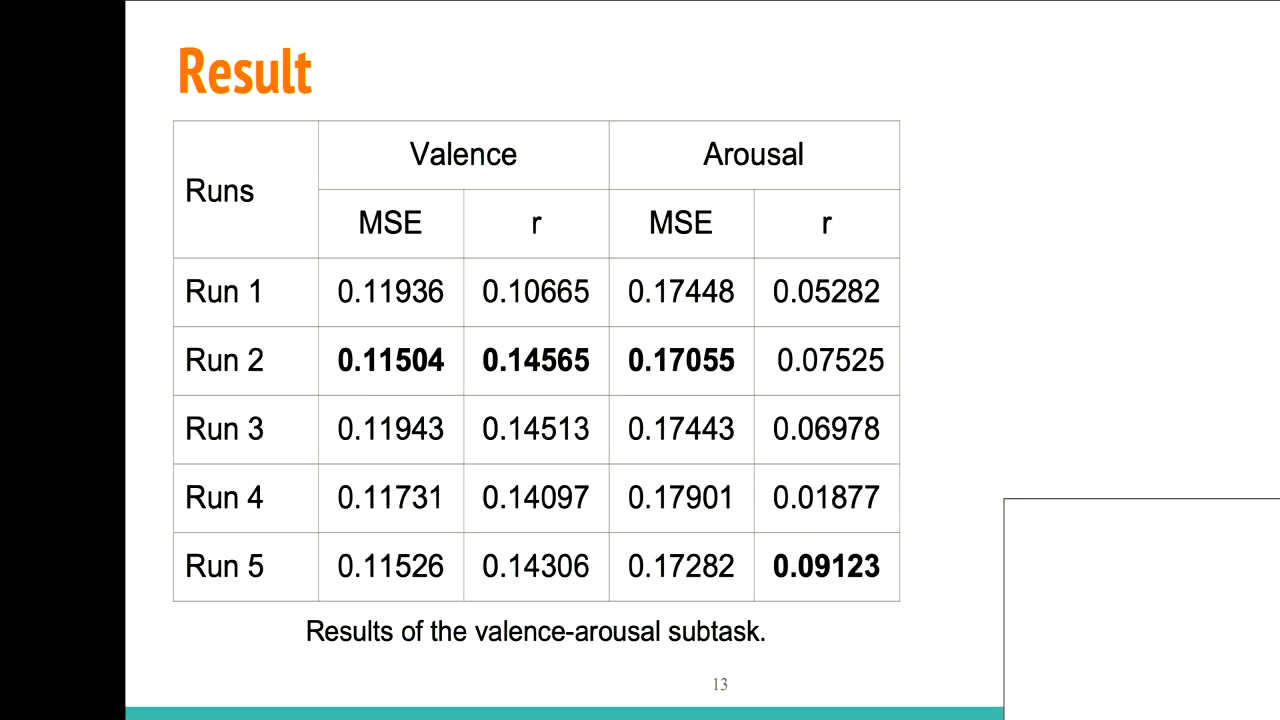 Result
Valence Arousal
Runs
MSE r MSE r
Run 1 0.11936 0.10665 0.17448 0.05282
Run 2 0.11504 0.14565 0.17055 0.07525
Run 3 0.11943 0.14513 0.17443 0.06978
Run 4 0.11731 0.14097 0.17901 0.01877
Run 5 0.11526 0.14306 0.17282 0.09123
Results of the valence-arousal subtask.
13